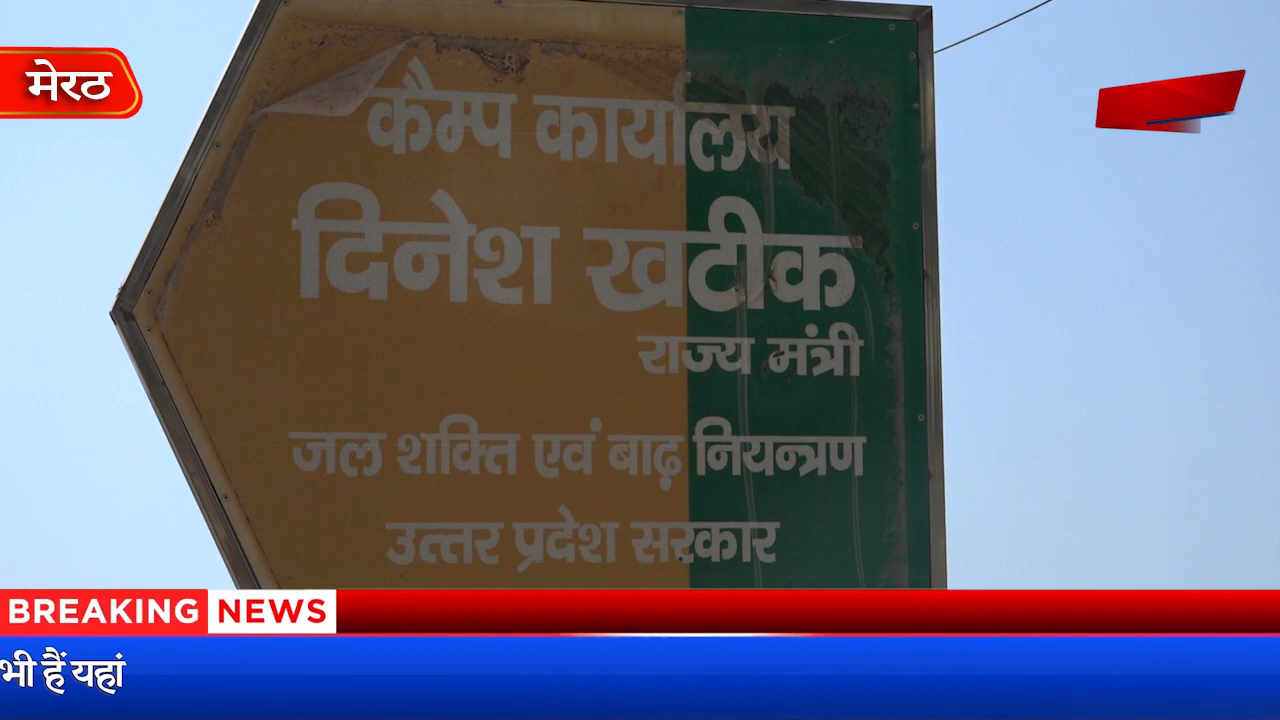 मेरठ
कैम्प कार्यालय
दिनेश खटीक
राज्य मंत्री
जल शक्ति एवं बाढ़ नियन्त्रण
उत्तर प्रदेश सरकार
BREAKING NEWS
भी हैं यहां